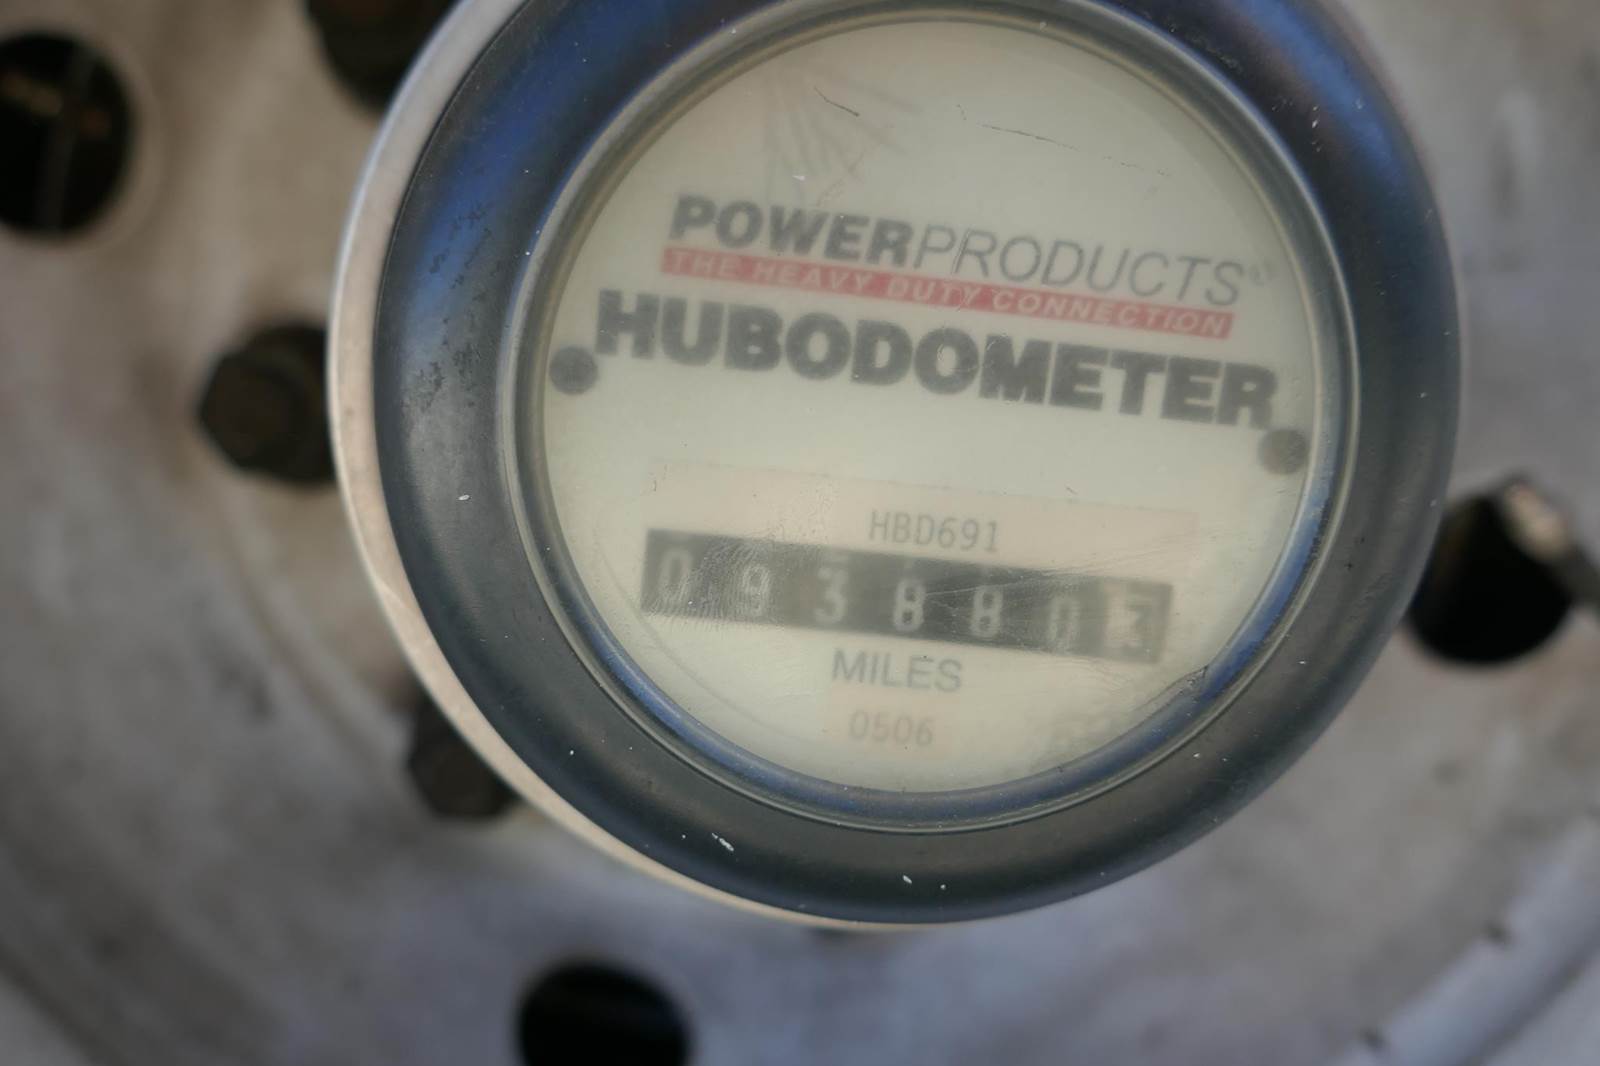 POWERPRODUCTS®
THE HEAVY DUTY CONNECTION
HUBODOMETER
HBD691
0938803
MILES
0506